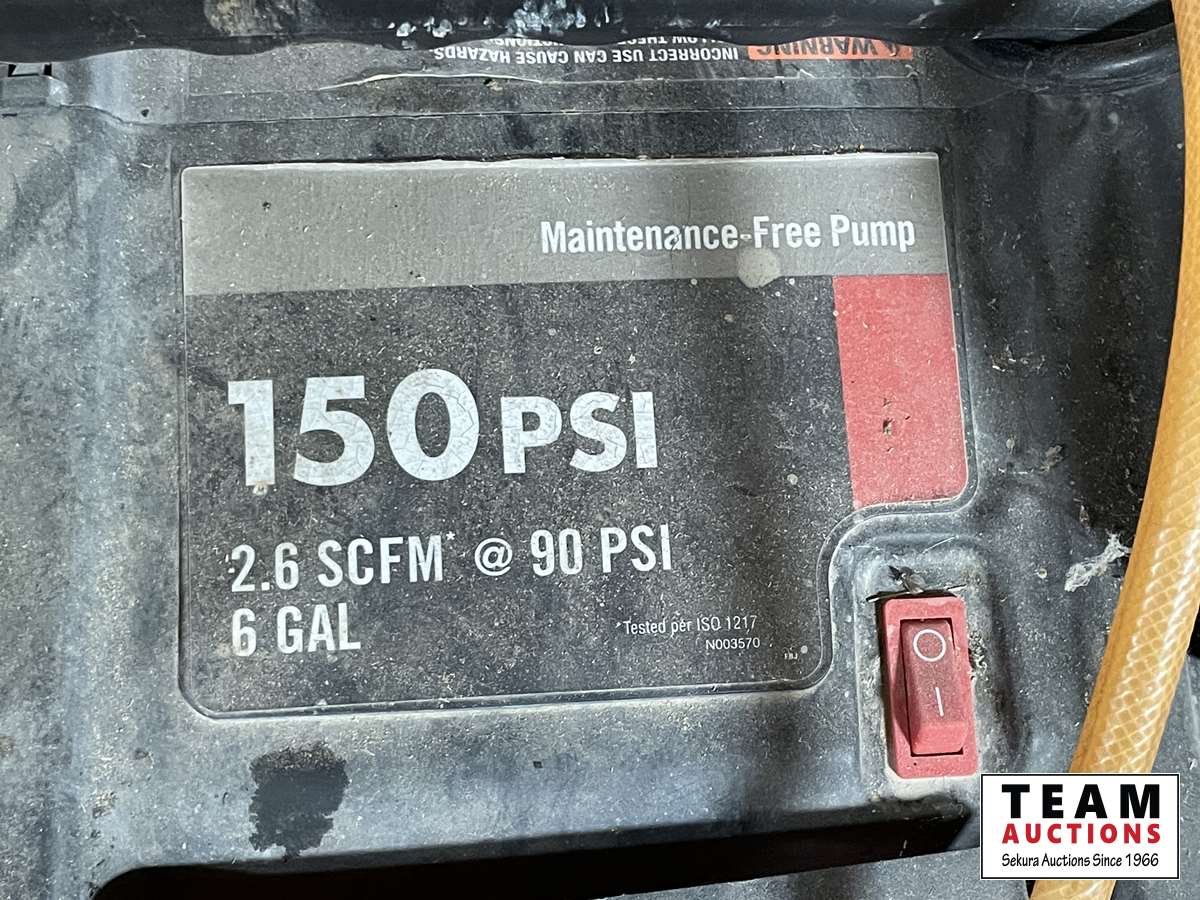 ⚠ WARNING
INCORRECT USE CAN CAUSE HAZARDS
Maintenance-Free Pump
150 PSI
2.6 SCFM* @ 90 PSI
6 GAL
*Tested per ISO 1217
N003570
TEAM
AUCTIONS
Sekura Auctions Since 1966